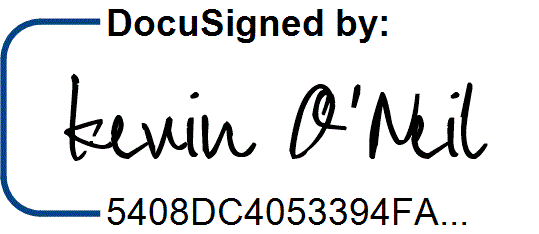 DocuSigned by:
Kevin O'Neil
5408DC4053394FA...